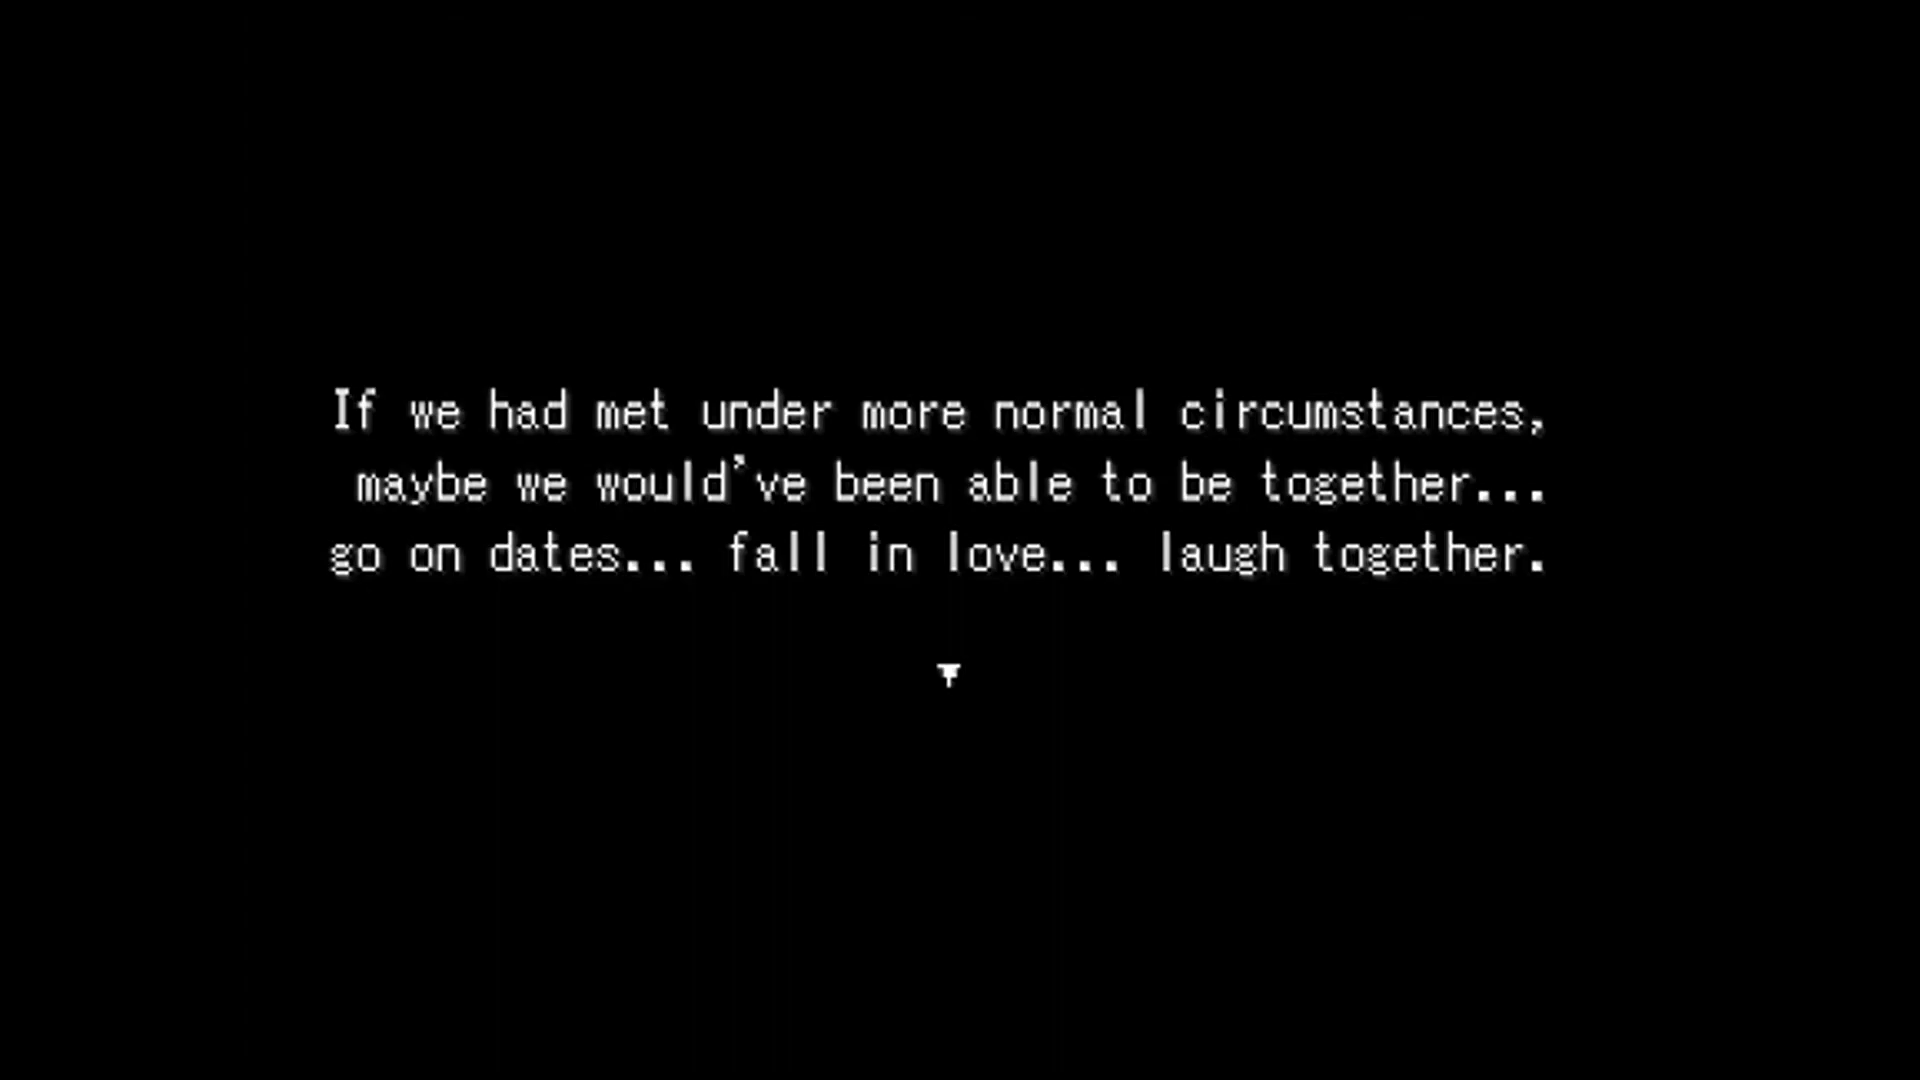 If we had met under more normal circumstances,
maybe we would've been able to be together...
go on dates... fall in love... laugh together.